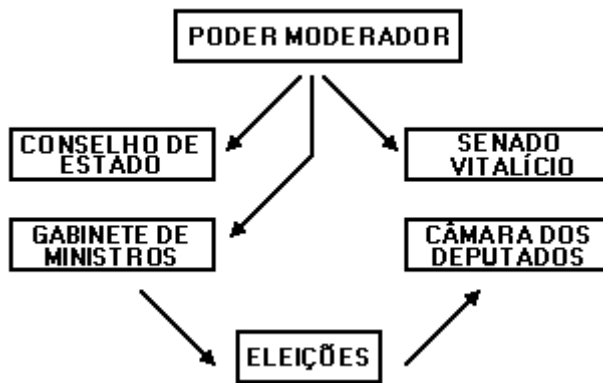 PODER MODERADOR
CONSELHO DE
ESTADO
SENADO
VITALÍCIO
GABINETE DE
MINISTROS
CÂMARA DOS
DEPUTADOS
ELEIÇÕES